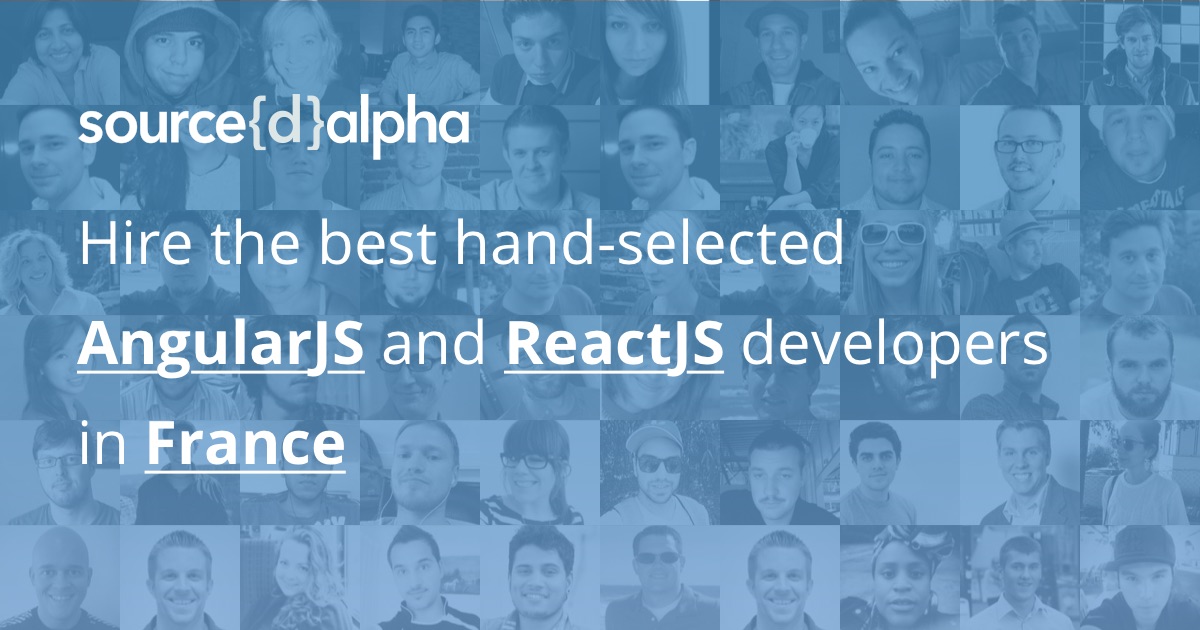 source{d}alpha
Hire the best hand-selected
AngularJS and ReactJS developers
in France